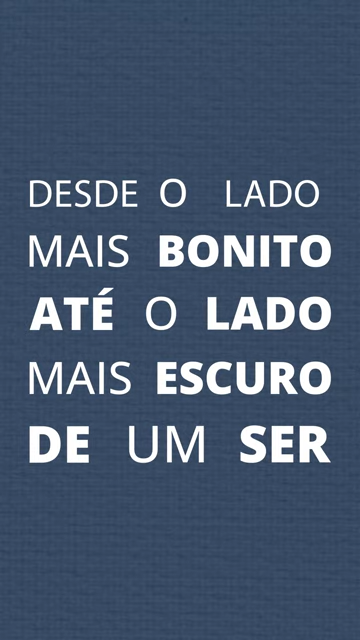 DESDE O LADO
MAIS BONITO
ATÉ O LADO
MAIS ESCURO
DE UM SER